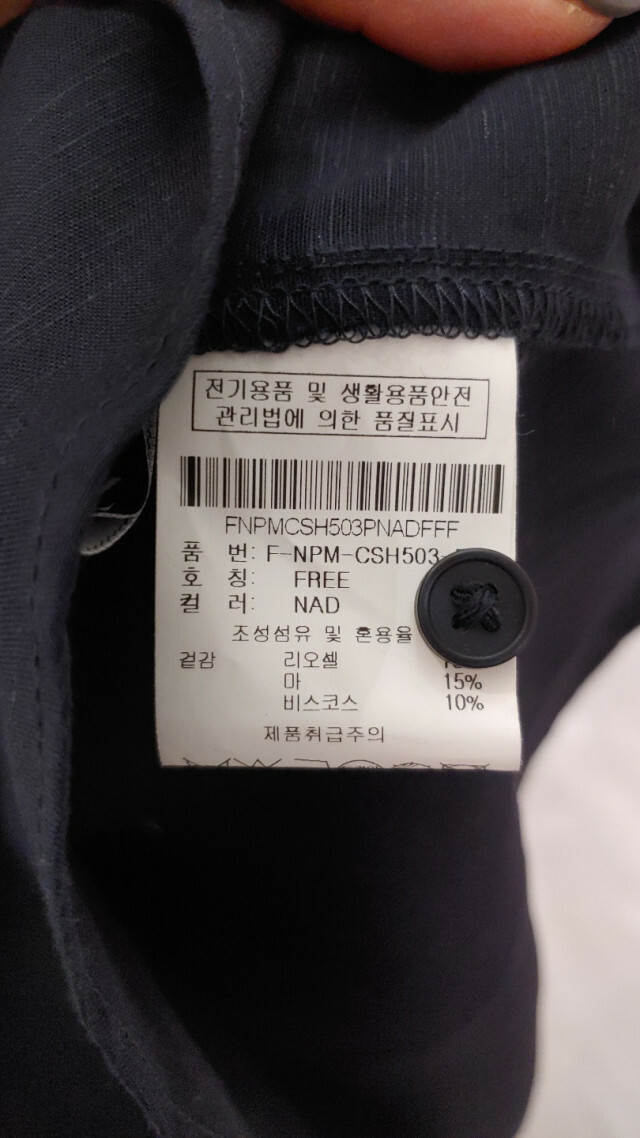 전기용품 및 생활용품안전
관리법에 의한 품질표시
FNPMCSH503PNADFFF
품 번: F-NPM-CSH503-
호 칭: FREE
컬 러: NAD
조성섬유 및 혼용율
겉감 리오셀
마 15%
비스코스 10%
제품취급주의